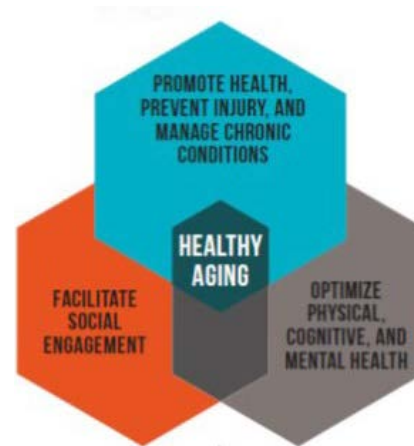 PROMOTE HEALTH,
PREVENT INJURY, AND
MANAGE CHRONIC
CONDITIONS
HEALTHY
AGING
FACILITATE
SOCIAL
ENGAGEMENT
OPTIMIZE
PHYSICAL,
COGNITIVE, AND
MENTAL HEALTH